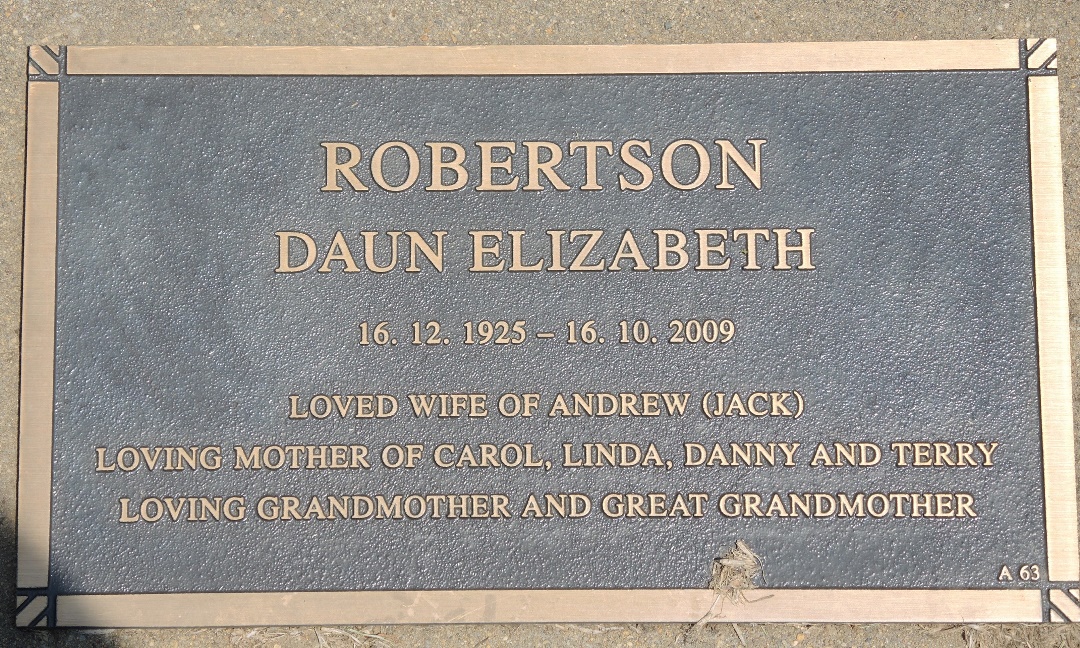 ROBERTSON
DAUN ELIZABETH
16. 12. 1925 – 16. 10. 2009
LOVED WIFE OF ANDREW (JACK)
LOVING MOTHER OF CAROL, LINDA, DANNY AND TERRY
LOVING GRANDMOTHER AND GREAT GRANDMOTHER
A 63